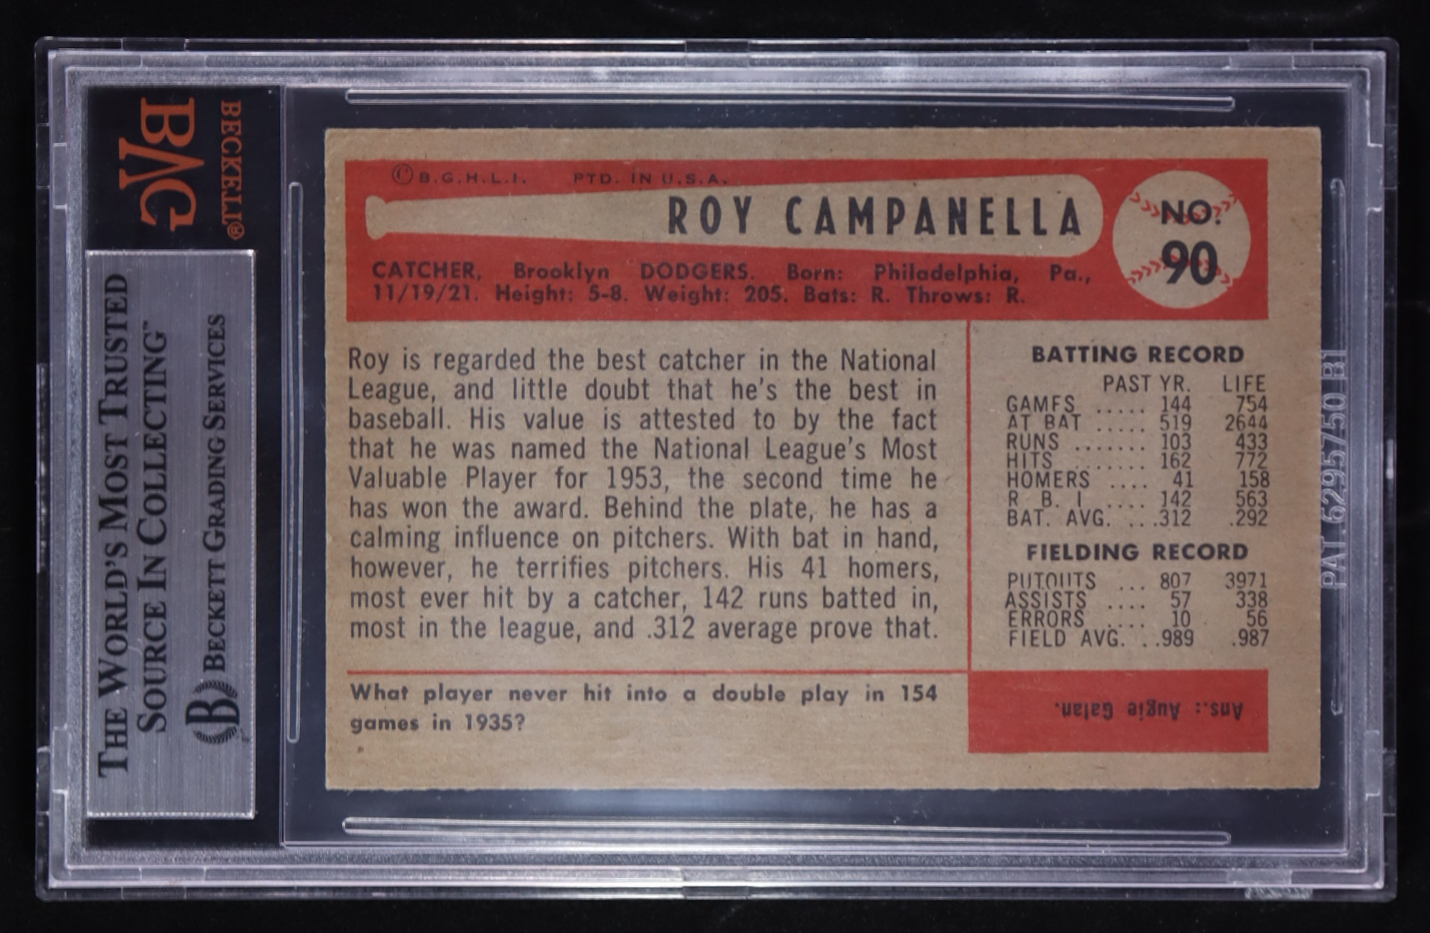 BECKETT®
BVG
THE WORLD'S MOST TRUSTED
SOURCE IN COLLECTING™
BECKETT GRADING SERVICES
B
© B.G.H.L.I. PTD. IN U.S.A.
ROY CAMPANELLA
NO.
90
CATCHER, Brooklyn DODGERS. Born: Philadelphia, Pa.,
11/19/21. Height: 5-8. Weight: 205. Bats: R. Throws: R.
Roy is regarded the best catcher in the National
League, and little doubt that he's the best in
baseball. His value is attested to by the fact
that he was named the National League's Most
Valuable Player for 1953, the second time he
has won the award. Behind the plate, he has a
calming influence on pitchers. With bat in hand,
however, he terrifies pitchers. His 41 homers,
most ever hit by a catcher, 142 runs batted in,
most in the league, and .312 average prove that.
BATTING RECORD
PAST YR. LIFE
GAMES ..... 144 754
AT BAT ..... 519 2644
RUNS ....... 103 433
HITS ....... 162 772
HOMERS .... 41 158
R. B. I. ..... 142 563
BAT. AVG. ...312 .292
FIELDING RECORD
PUTOUTS ... 807 3971
ASSISTS .... 57 338
ERRORS .... 10 56
FIELD AVG. ..989 .987
What player never hit into a double play in 154
games in 1935?
Ans.: Augie Galan.
PAT. 6295750 B1